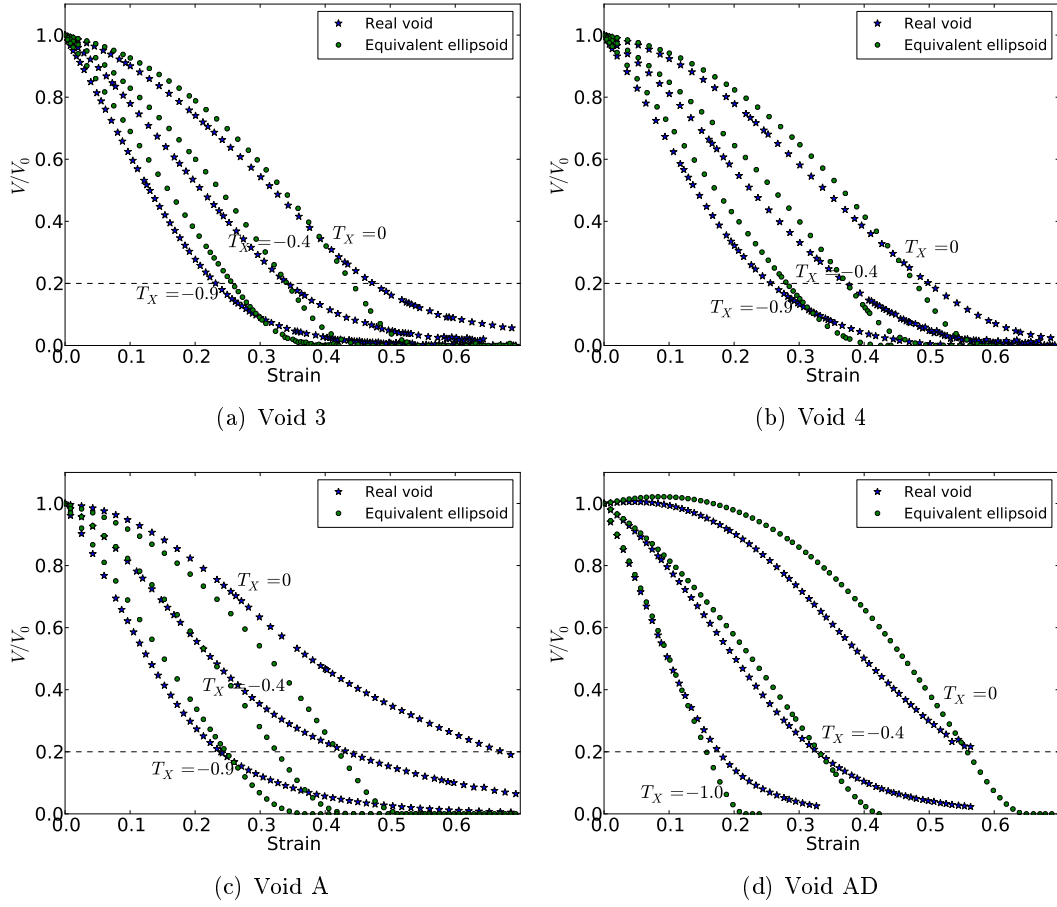 1.0
0.8
0.6
0.4
0.2
0.0
V/V₀
Real void
Equivalent ellipsoid
T_X =0
T_X =−0.4
T_X =−0.9
0.0 0.1 0.2 0.3 0.4 0.5 0.6
Strain
(a) Void 3
1.0
0.8
0.6
0.4
0.2
0.0
V/V₀
Real void
Equivalent ellipsoid
T_X =0
T_X =−0.4
T_X =−0.9
0.0 0.1 0.2 0.3 0.4 0.5 0.6
Strain
(b) Void 4
1.0
0.8
0.6
0.4
0.2
0.0
V/V₀
Real void
Equivalent ellipsoid
T_X =0
T_X =−0.4
T_X =−0.9
0.0 0.1 0.2 0.3 0.4 0.5 0.6
Strain
(c) Void A
1.0
0.8
0.6
0.4
0.2
0.0
V/V₀
Real void
Equivalent ellipsoid
T_X =0
T_X =−0.4
T_X =−1.0
0.0 0.1 0.2 0.3 0.4 0.5 0.6
Strain
(d) Void AD